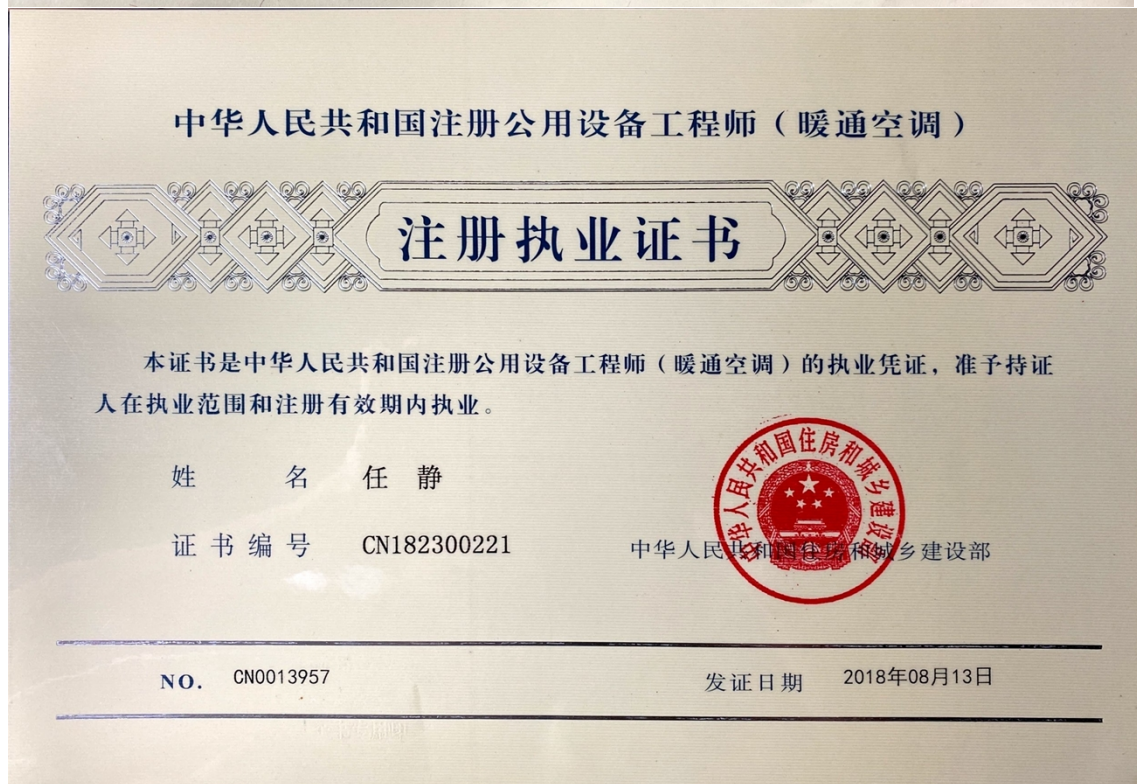 中华人民共和国注册公用设备工程师（暖通空调）
注册执业证书
本证书是中华人民共和国注册公用设备工程师（暖通空调）的执业凭证，准予持证
人在执业范围和注册有效期内执业。
姓 名 任 静
证书编号 CN182300221
中华人民共和国住房和城乡建设部
中华人民共和国住房和城乡建设部
NO. CN0013957
发证日期 2018年08月13日